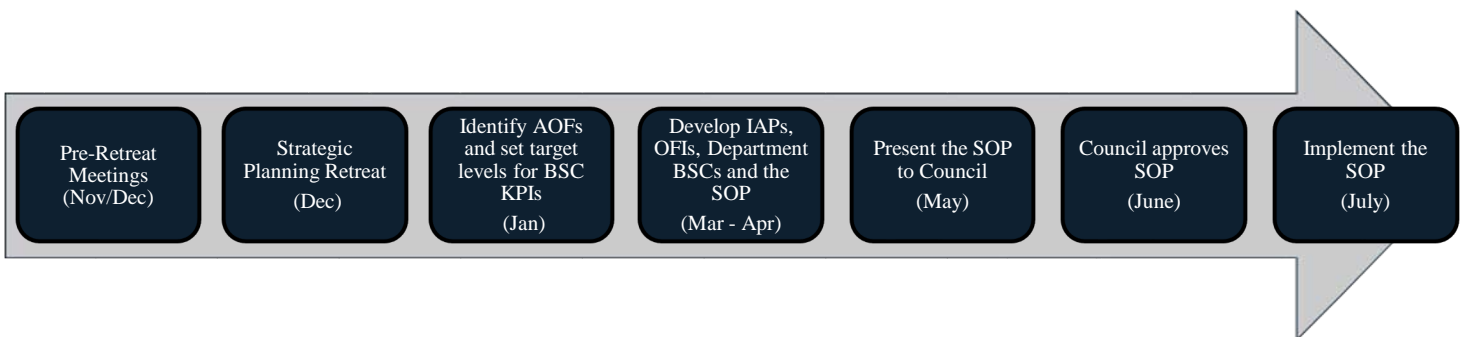 Pre-Retreat
Meetings
(Nov/Dec)
Strategic
Planning Retreat
(Dec)
Identify AOFs
and set target
levels for BSC
KPIs
(Jan)
Develop IAPs,
OFIs, Department
BSCs and the
SOP
(Mar - Apr)
Present the SOP
to Council
(May)
Council approves
SOP
(June)
Implement the
SOP
(July)